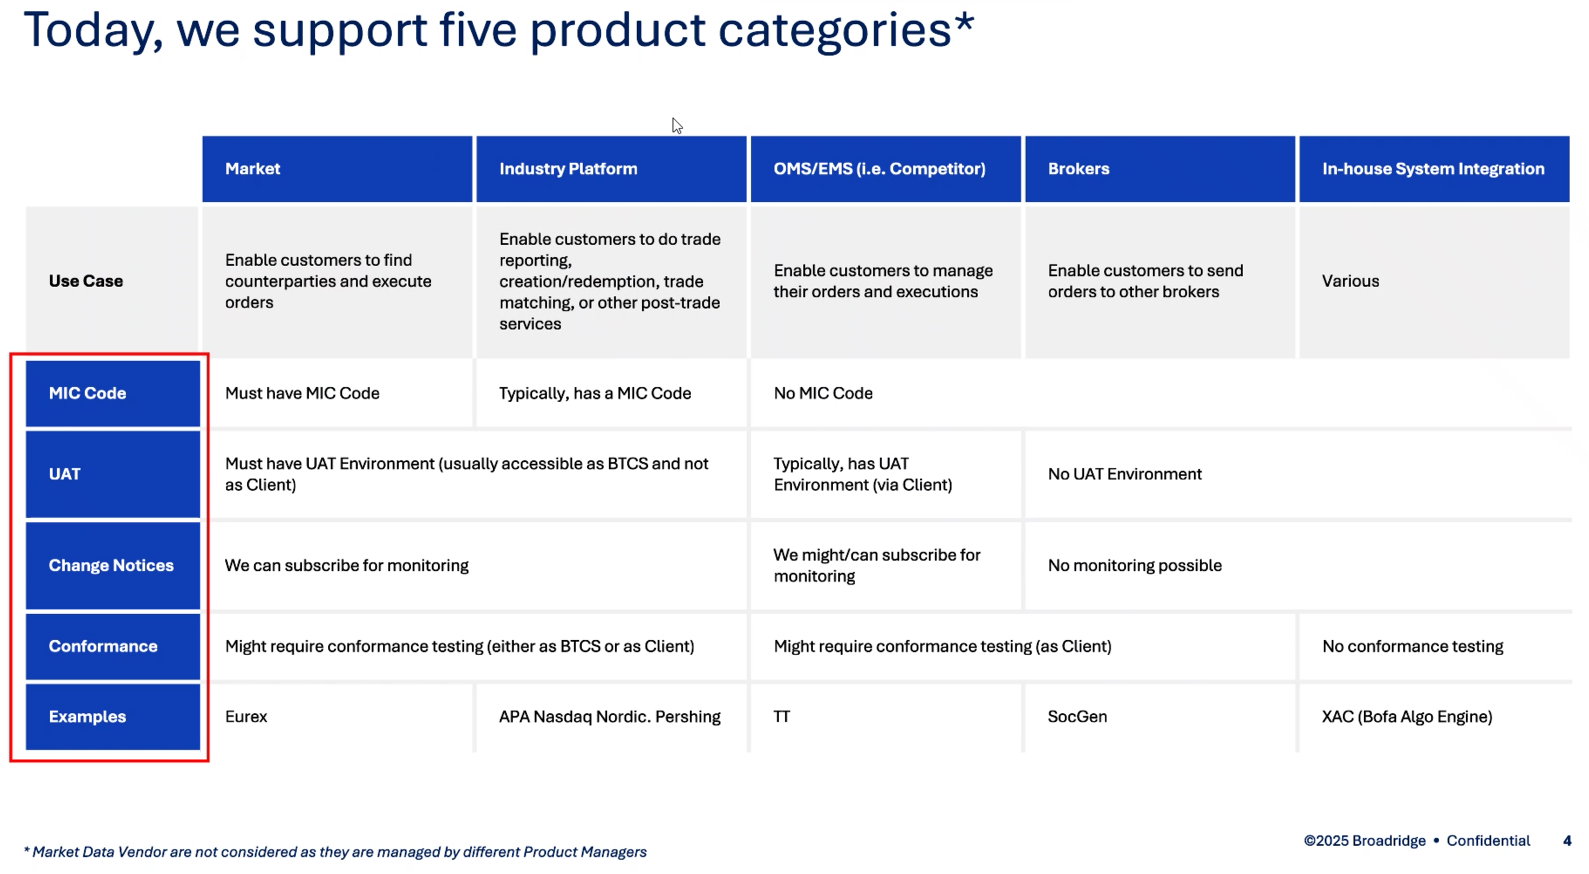 Today, we support five product categories*
Market
Industry Platform
OMS/EMS (i.e. Competitor)
Brokers
In-house System Integration
Use Case
Enable customers to find
counterparties and execute
orders
Enable customers to do trade
reporting,
creation/redemption, trade
matching, or other post-trade
services
Enable customers to manage
their orders and executions
Enable customers to send
orders to other brokers
Various
MIC Code
Must have MIC Code
Typically, has a MIC Code
No MIC Code
UAT
Must have UAT Environment (usually accessible as BTCS and not
as Client)
Typically, has UAT
Environment (via Client)
No UAT Environment
Change Notices
We can subscribe for monitoring
We might/can subscribe for
monitoring
No monitoring possible
Conformance
Might require conformance testing (either as BTCS or as Client)
Might require conformance testing (as Client)
No conformance testing
Examples
Eurex
APA Nasdaq Nordic. Pershing
TT
SocGen
XAC (Bofa Algo Engine)
* Market Data Vendor are not considered as they are managed by different Product Managers
©2025 Broadridge • Confidential 4